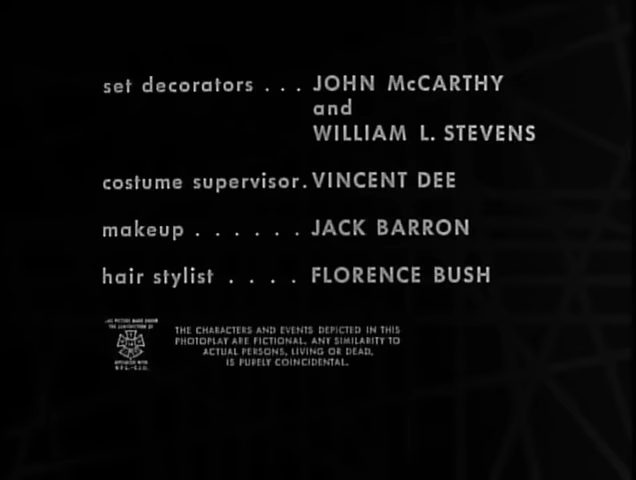 set decorators . . . JOHN McCARTHY
and
WILLIAM L. STEVENS
costume supervisor. VINCENT DEE
makeup . . . . . . JACK BARRON
hair stylist . . . . FLORENCE BUSH
THE CHARACTERS AND EVENTS DEPICTED IN THIS
PHOTOPLAY ARE FICTIONAL. ANY SIMILARITY TO
ACTUAL PERSONS, LIVING OR DEAD,
IS PURELY COINCIDENTAL.